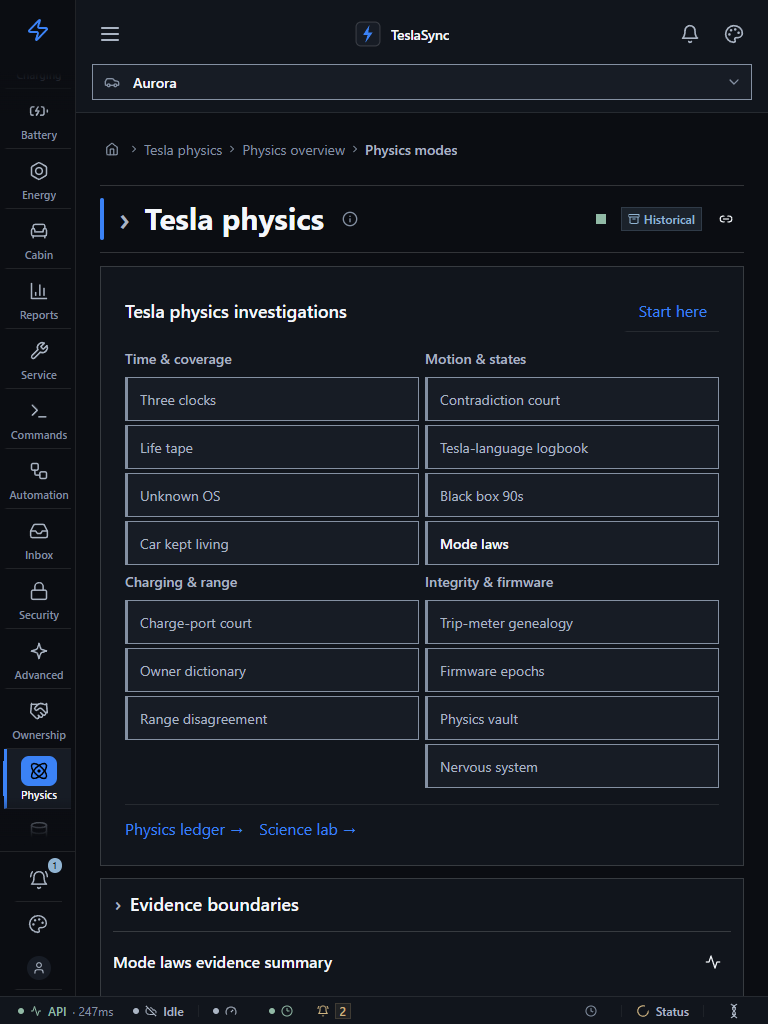 TeslaSync
Aurora
Charging
Battery
Energy
Cabin
Reports
Service
Commands
Automation
Inbox
Security
Advanced
Ownership
Physics
1
Tesla physics › Physics overview › Physics modes
Tesla physics
Historical
Tesla physics investigations
Start here
Time & coverage
Three clocks
Life tape
Unknown OS
Car kept living
Motion & states
Contradiction court
Tesla-language logbook
Black box 90s
Mode laws
Charging & range
Charge-port court
Owner dictionary
Range disagreement
Integrity & firmware
Trip-meter genealogy
Firmware epochs
Physics vault
Nervous system
Physics ledger → Science lab →
Evidence boundaries
Mode laws evidence summary
API · 247ms Idle 2 Status